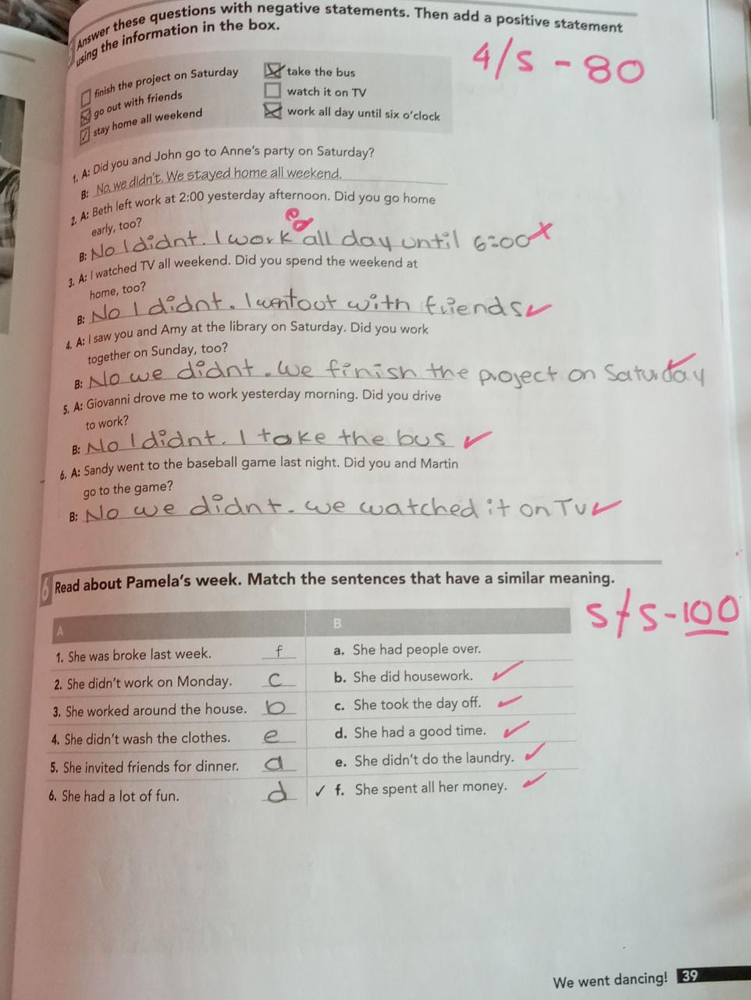 Answer these questions with negative statements. Then add a positive statement
using the information in the box.
4/5 - 80
finish the project on Saturday
go out with friends
stay home all weekend
take the bus
watch it on TV
work all day until six o'clock
1. A: Did you and John go to Anne's party on Saturday?
B: No, we didn't. We stayed home all weekend.
2. A: Beth left work at 2:00 yesterday afternoon. Did you go home
early, too?
ed
B: No I didnt. I work all day until 6:00
3. A: I watched TV all weekend. Did you spend the weekend at
home, too?
B: No I didnt. I went out with friends
4. A: I saw you and Amy at the library on Saturday. Did you work
together on Sunday, too?
B: No we didnt. we finish the project on Saturday
5. A: Giovanni drove me to work yesterday morning. Did you drive
to work?
B: No I didnt. I take the bus
6. A: Sandy went to the baseball game last night. Did you and Martin
go to the game?
B: No we didnt. we watched it on TV
6 Read about Pamela's week. Match the sentences that have a similar meaning.
5/5-100
A B
1. She was broke last week. f a. She had people over.
2. She didn't work on Monday. c b. She did housework.
3. She worked around the house. b c. She took the day off.
4. She didn't wash the clothes. e d. She had a good time.
5. She invited friends for dinner. a e. She didn't do the laundry.
6. She had a lot of fun. d ✓ f. She spent all her money.
We went dancing! 39